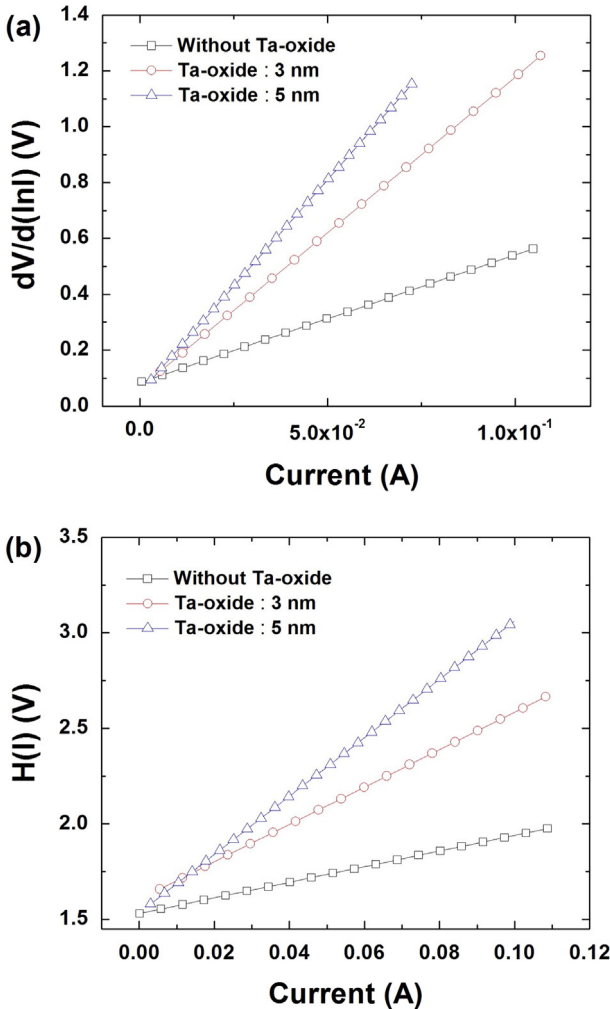 (a)
1.4
1.2
1.0
0.8
0.6
0.4
0.2
0.0
dV/d(lnI) (V)
Without Ta-oxide
Ta-oxide : 3 nm
Ta-oxide : 5 nm
0.0
5.0x10⁻²
1.0x10⁻¹
Current (A)
(b)
3.5
3.0
2.5
2.0
1.5
H(I) (V)
Without Ta-oxide
Ta-oxide : 3 nm
Ta-oxide : 5 nm
0.00
0.02
0.04
0.06
0.08
0.10
0.12
Current (A)